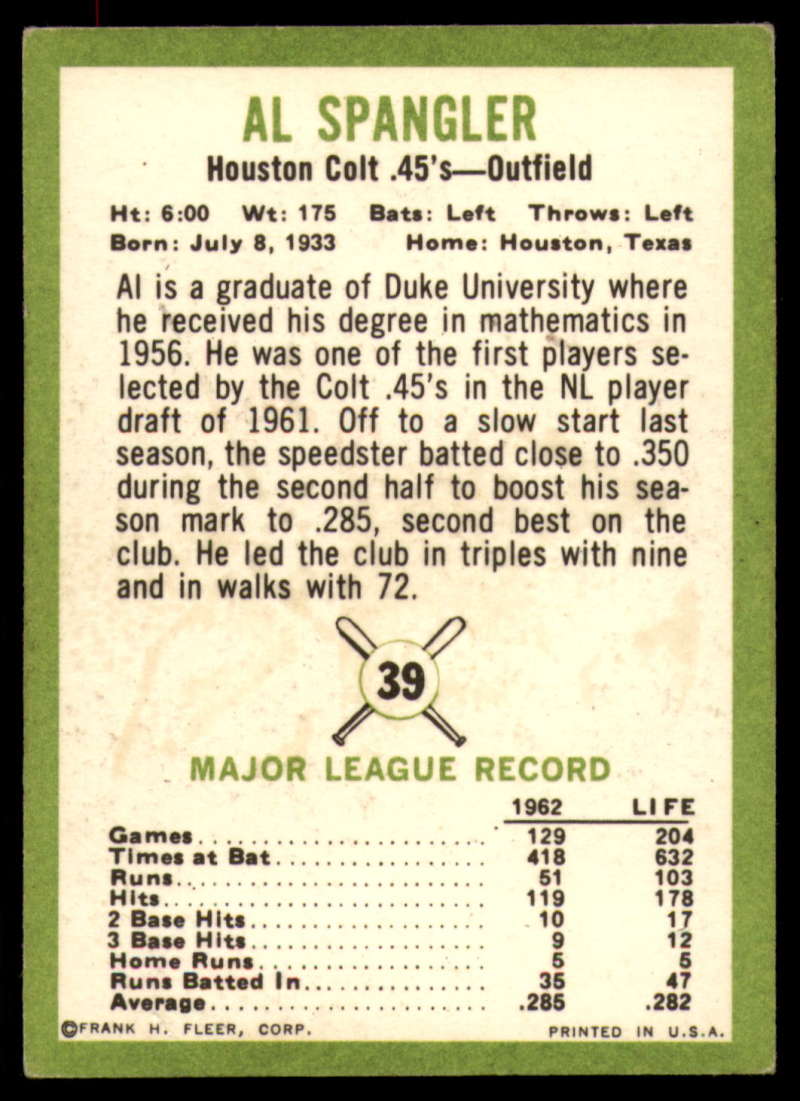 AL SPANGLER
Houston Colt .45's—Outfield
Ht: 6:00 Wt: 175 Bats: Left Throws: Left
Born: July 8, 1933 Home: Houston, Texas
Al is a graduate of Duke University where
he received his degree in mathematics in
1956. He was one of the first players se-
lected by the Colt .45's in the NL player
draft of 1961. Off to a slow start last
season, the speedster batted close to .350
during the second half to boost his sea-
son mark to .285, second best on the
club. He led the club in triples with nine
and in walks with 72.
39
MAJOR LEAGUE RECORD
1962 LIFE
Games 129 204
Times at Bat 418 632
Runs 51 103
Hits 119 178
2 Base Hits 10 17
3 Base Hits 9 12
Home Runs 5 5
Runs Batted In 35 47
Average .285 .282
©FRANK H. FLEER, CORP. PRINTED IN U.S.A.